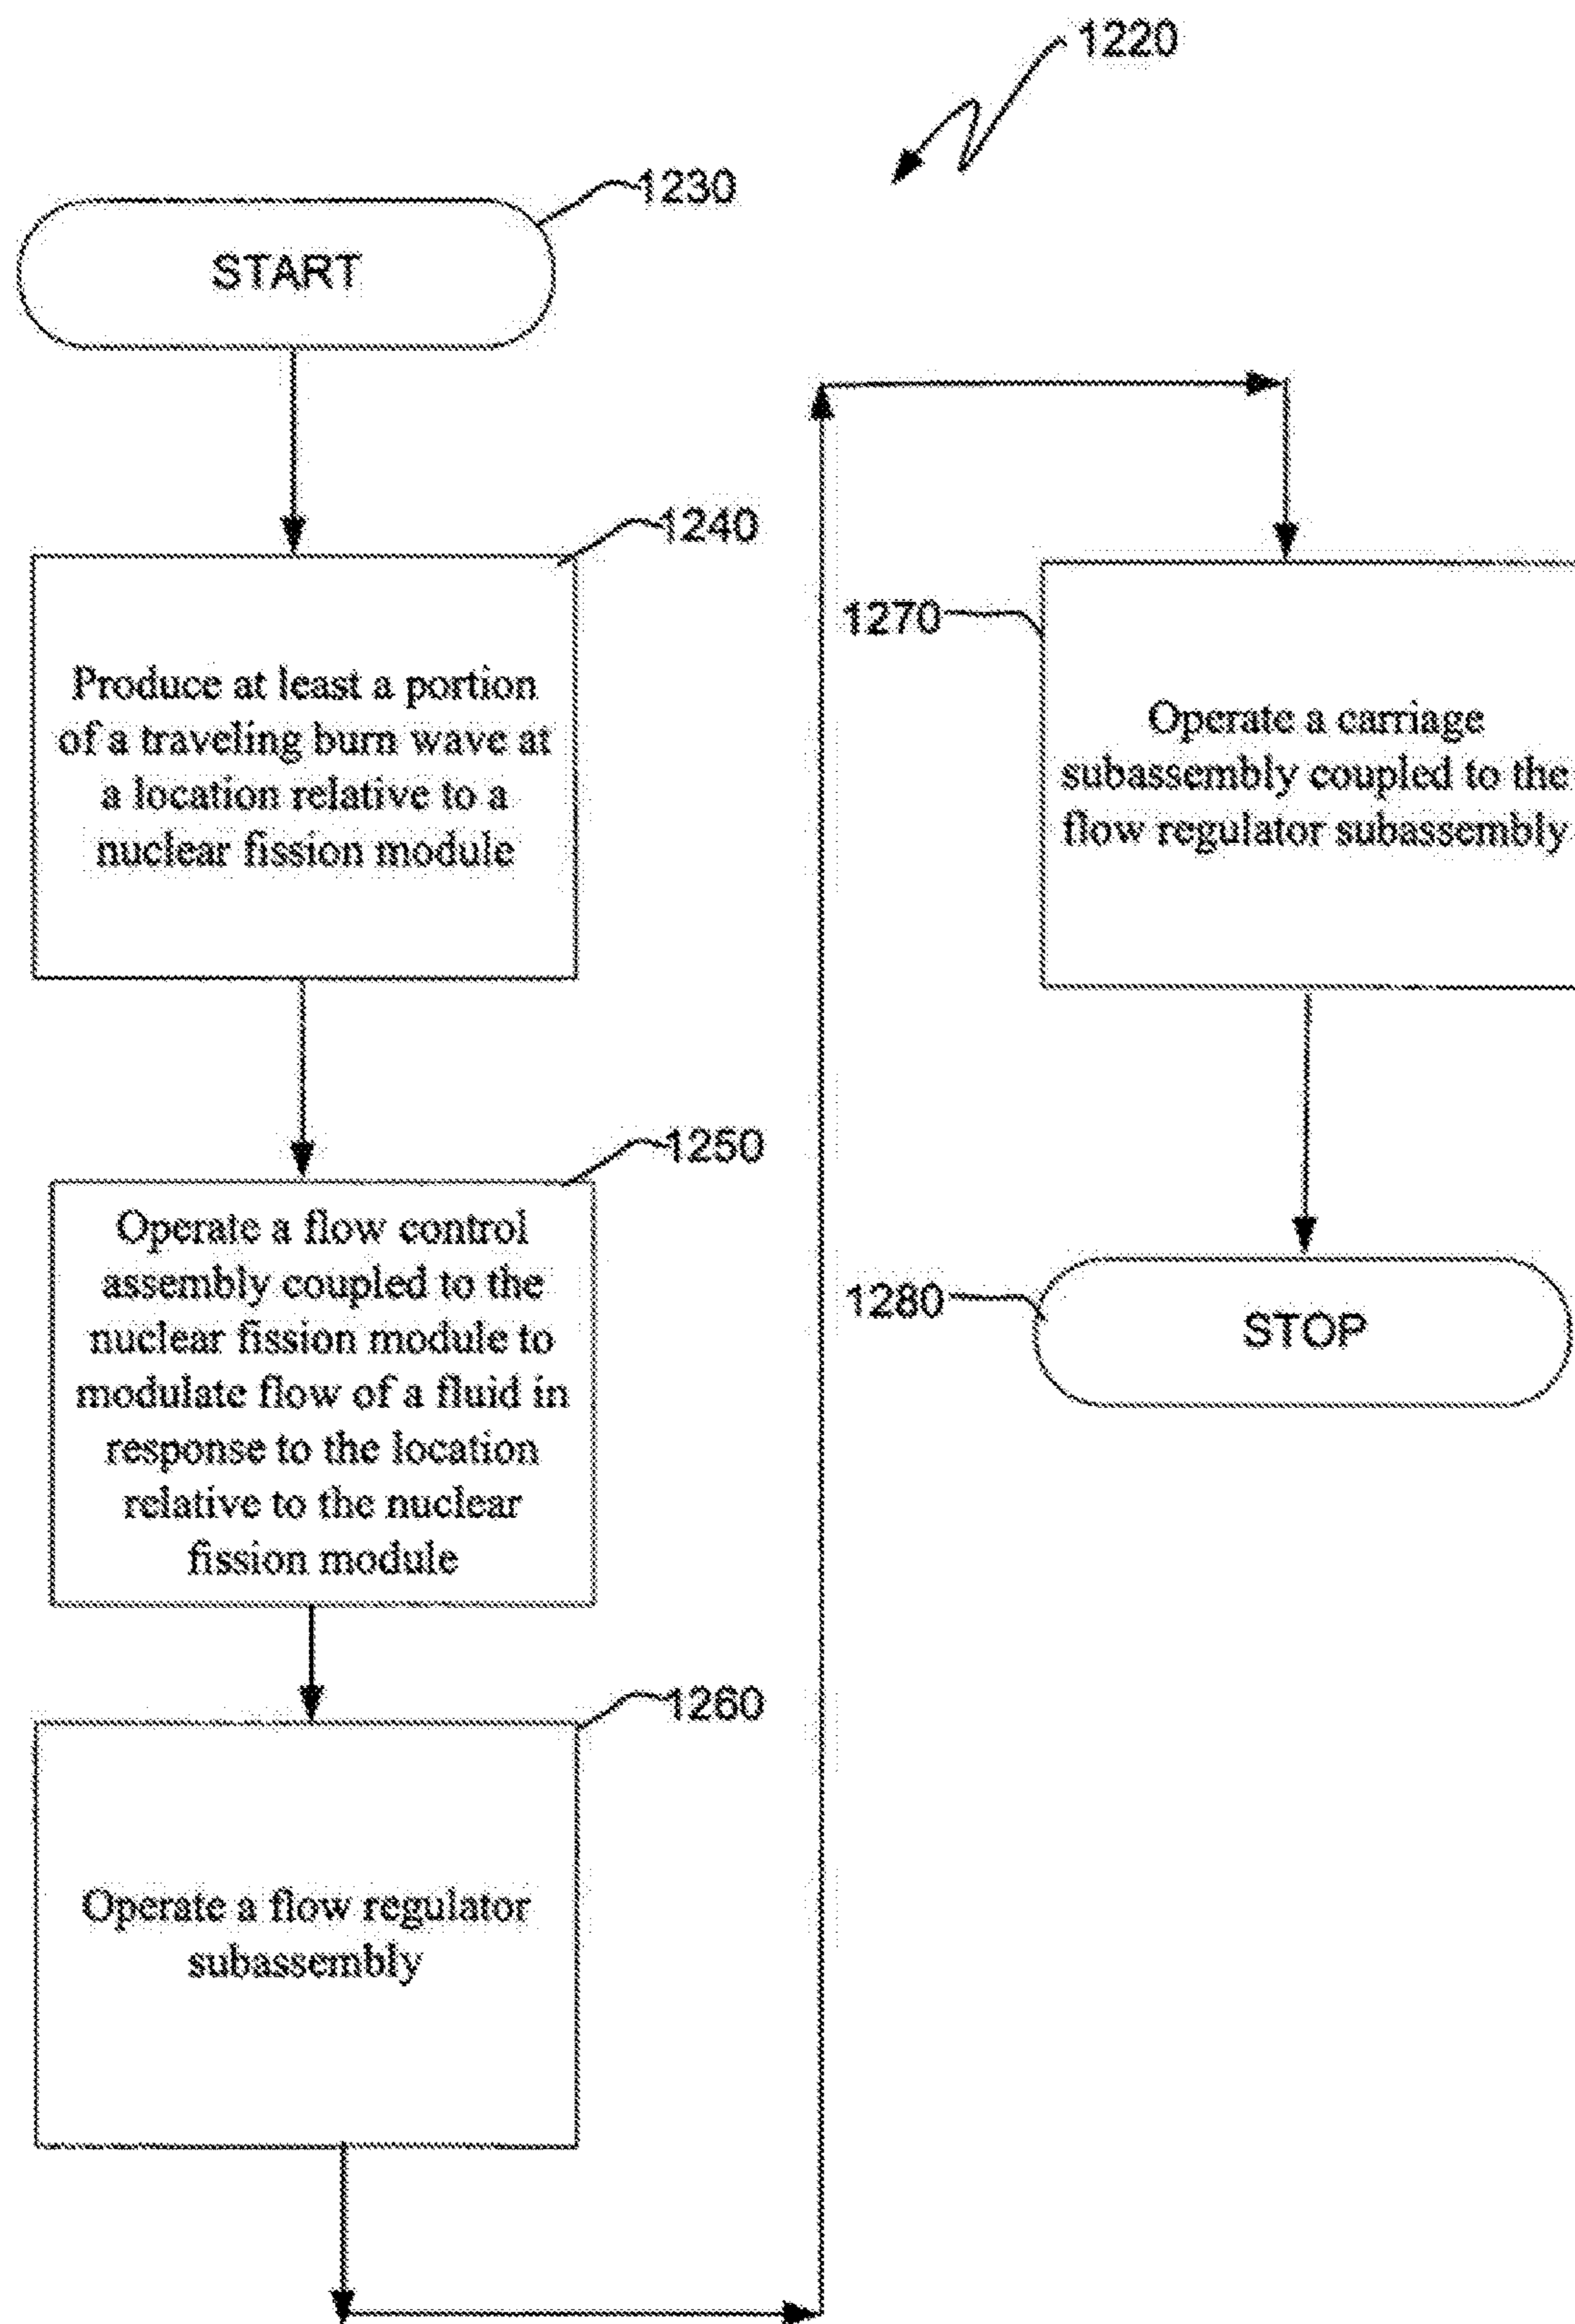 1220
1230
START
1240
Produce at least a portion
of a traveling burn wave at
a location relative to a
nuclear fission module
1250
Operate a flow control
assembly coupled to the
nuclear fission module to
modulate flow of a fluid in
response to the location
relative to the nuclear
fission module
1260
Operate a flow regulator
subassembly
1270
Operate a carriage
subassembly coupled to the
flow regulator subassembly
1280
STOP